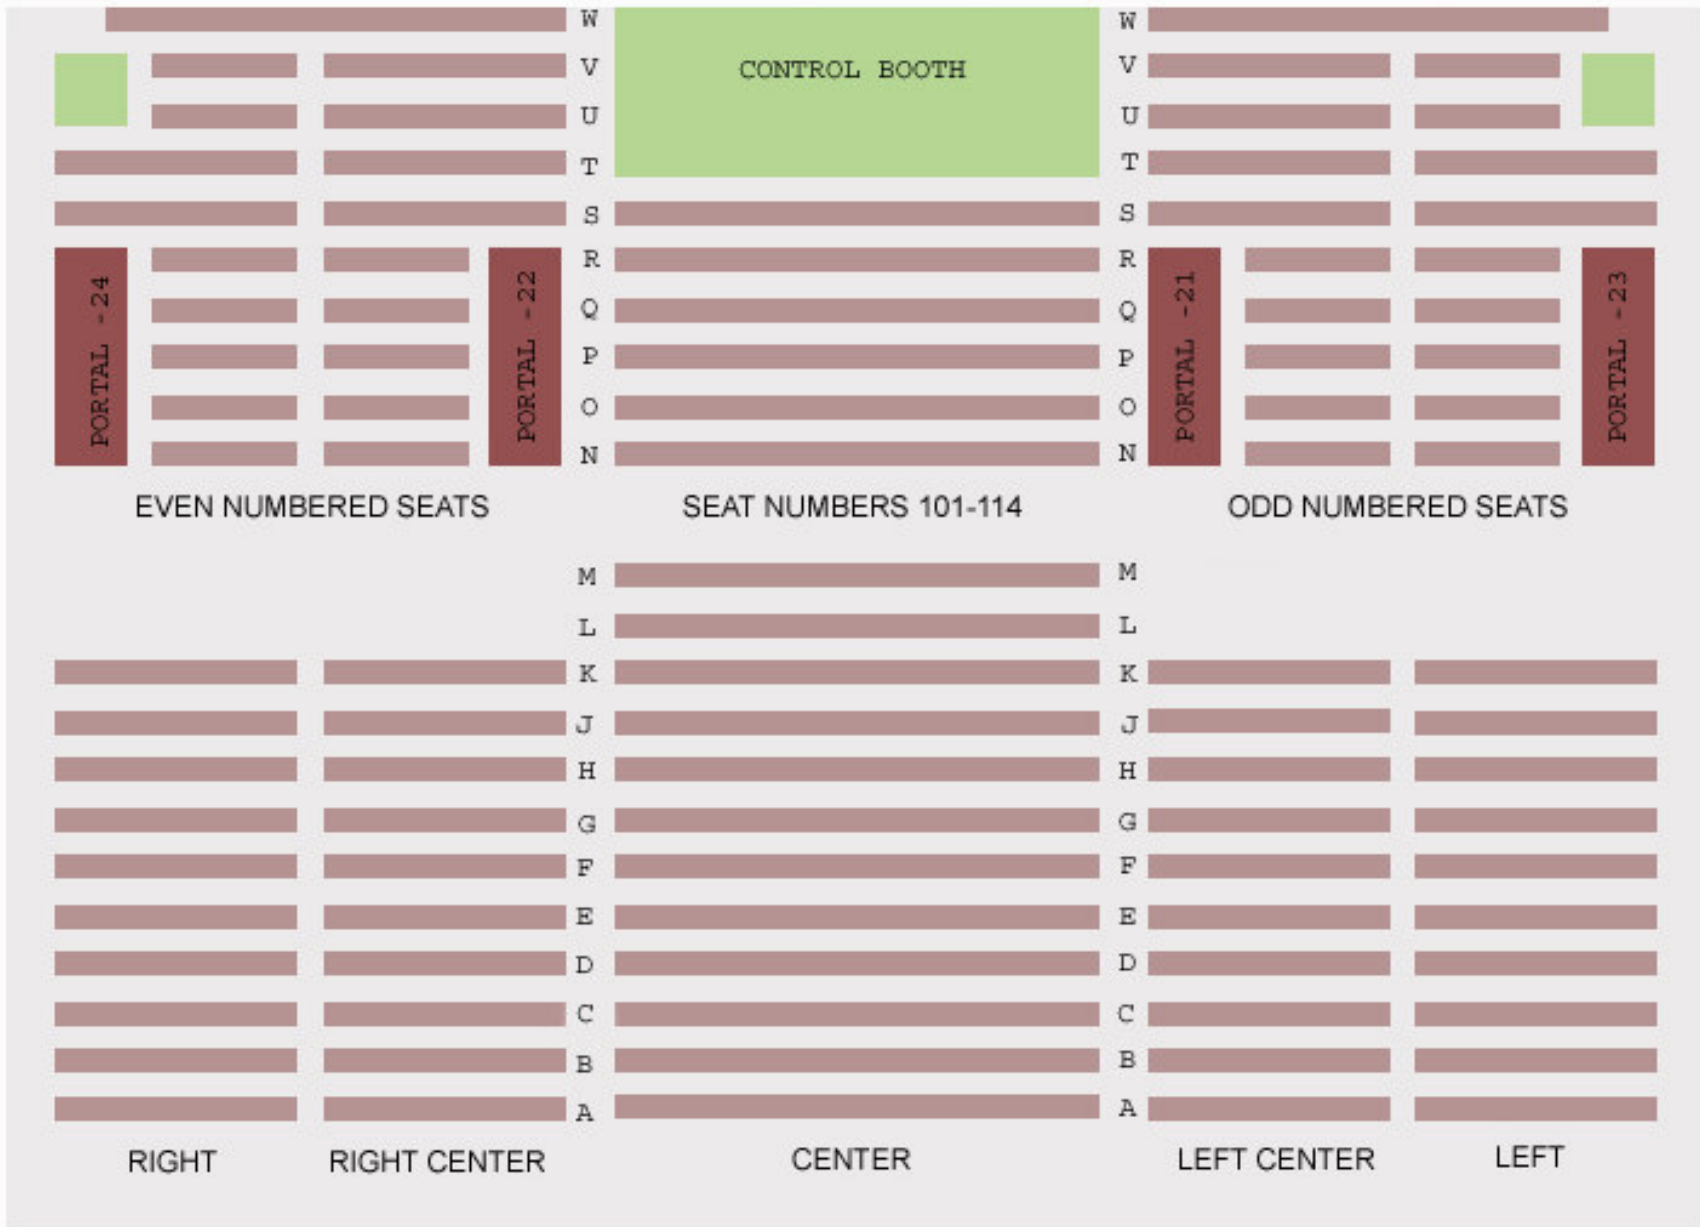 W W
V CONTROL BOOTH V
U U
T T
S S
R R
PORTAL -24 PORTAL -22 PORTAL -21 PORTAL -23
Q Q
P P
O O
N N
EVEN NUMBERED SEATS SEAT NUMBERS 101-114 ODD NUMBERED SEATS
M M
L L
K K
J J
H H
G G
F F
E E
D D
C C
B B
A A
RIGHT RIGHT CENTER CENTER LEFT CENTER LEFT